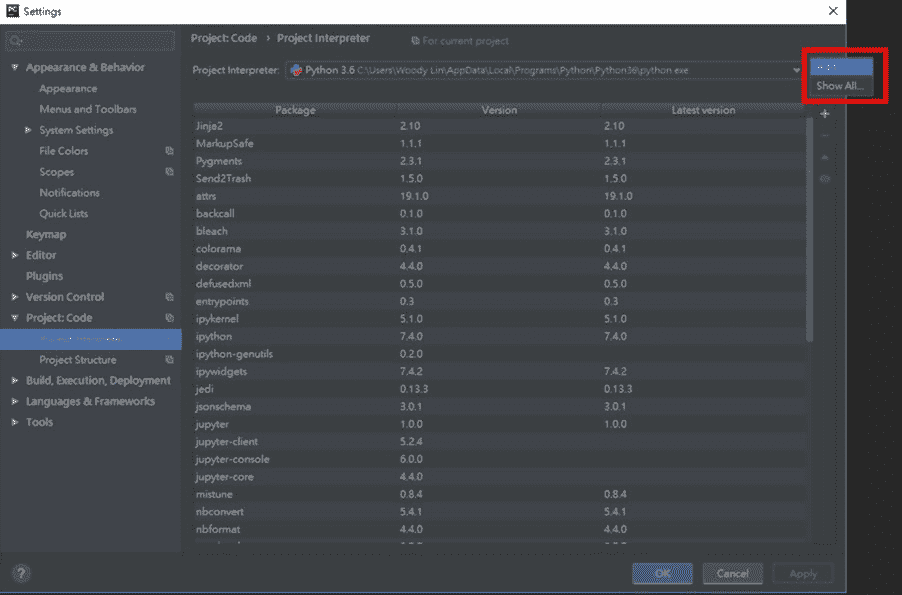 Settings
Project: Code › Project Interpreter For current project
Project Interpreter: Python 3.6 C:\Users\Woody Lin\AppData\Local\Programs\Python\Python36\python.exe
Show All...
Appearance & Behavior
Appearance
Menus and Toolbars
System Settings
File Colors
Scopes
Notifications
Quick Lists
Keymap
Editor
Plugins
Version Control
Project: Code
Project Structure
Build, Execution, Deployment
Languages & Frameworks
Tools
Package Version Latest version
Jinja2 2.10 2.10
MarkupSafe 1.1.1 1.1.1
Pygments 2.3.1 2.3.1
Send2Trash 1.5.0 1.5.0
attrs 19.1.0 19.1.0
backcall 0.1.0 0.1.0
bleach 3.1.0 3.1.0
colorama 0.4.1 0.4.1
decorator 4.4.0 4.4.0
defusedxml 0.5.0 0.5.0
entrypoints 0.3 0.3
ipykernel 5.1.0 5.1.0
ipython 7.4.0 7.4.0
ipython-genutils 0.2.0
ipywidgets 7.4.2 7.4.2
jedi 0.13.3 0.13.3
jsonschema 3.0.1 3.0.1
jupyter 1.0.0 1.0.0
jupyter-client 5.2.4
jupyter-console 6.0.0
jupyter-core 4.4.0
mistune 0.8.4 0.8.4
nbconvert 5.4.1 5.4.1
nbformat 4.4.0 4.4.0
? OK Cancel Apply